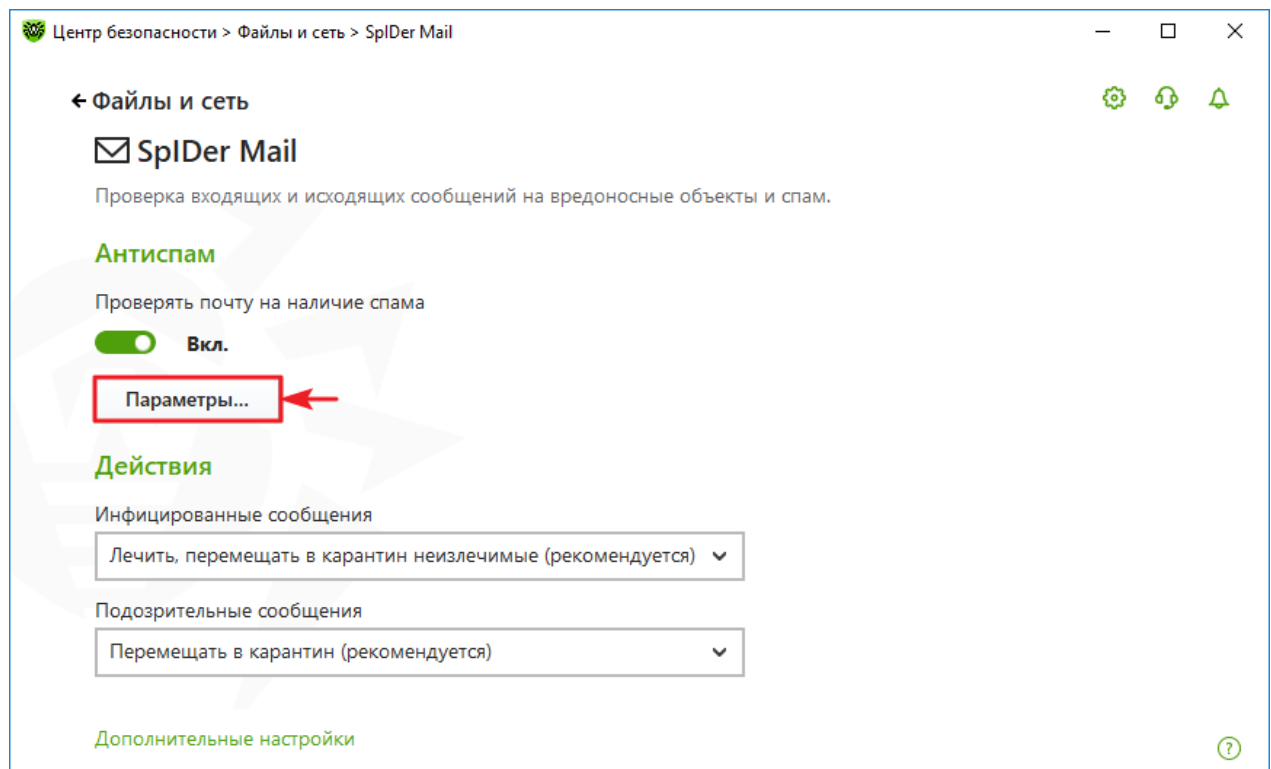 Центр безопасности > Файлы и сеть > SpIDer Mail
Файлы и сеть
SpIDer Mail
Проверка входящих и исходящих сообщений на вредоносные объекты и спам.
Антиспам
Проверять почту на наличие спама
Вкл.
Параметры...
Действия
Инфицированные сообщения
Лечить, перемещать в карантин неизлечимые (рекомендуется)
Подозрительные сообщения
Перемещать в карантин (рекомендуется)
Дополнительные настройки
?